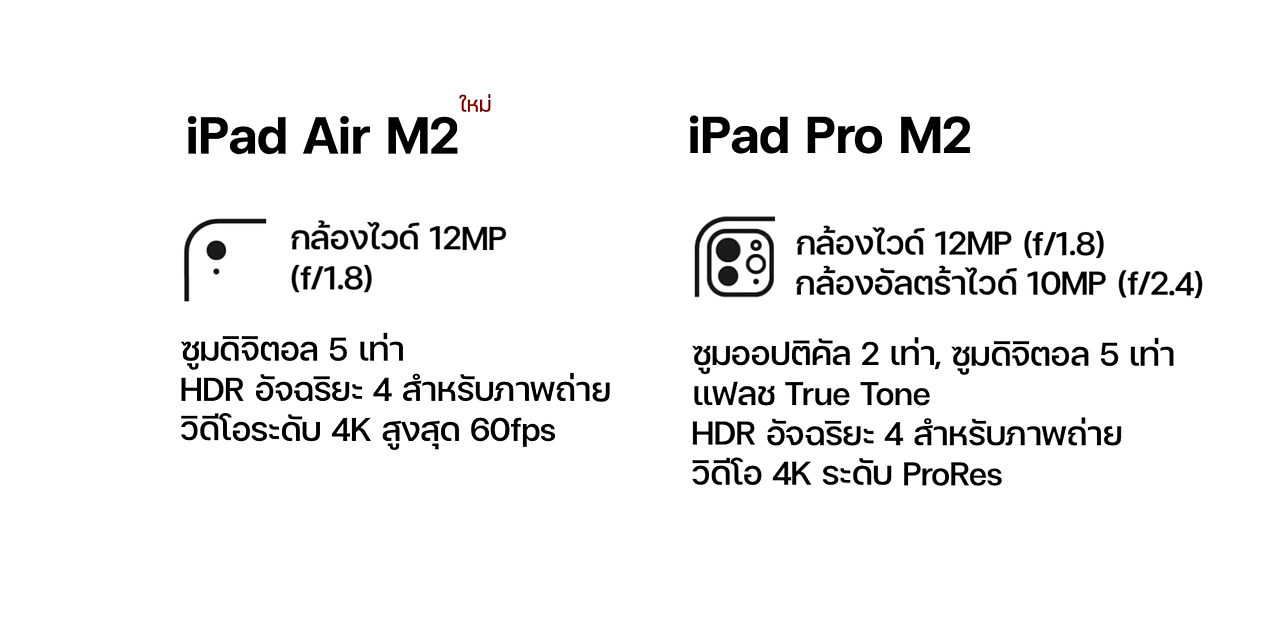 iPad Air M2 ใหม่
กล้องไวด์ 12MP
(f/1.8)
ซูมดิจิตอล 5 เท่า
HDR อัจฉริยะ 4 สำหรับภาพถ่าย
วิดีโอระดับ 4K สูงสุด 60fps
iPad Pro M2
กล้องไวด์ 12MP (f/1.8)
กล้องอัลตร้าไวด์ 10MP (f/2.4)
ซูมออปติคัล 2 เท่า, ซูมดิจิตอล 5 เท่า
แฟลช True Tone
HDR อัจฉริยะ 4 สำหรับภาพถ่าย
วิดีโอ 4K ระดับ ProRes